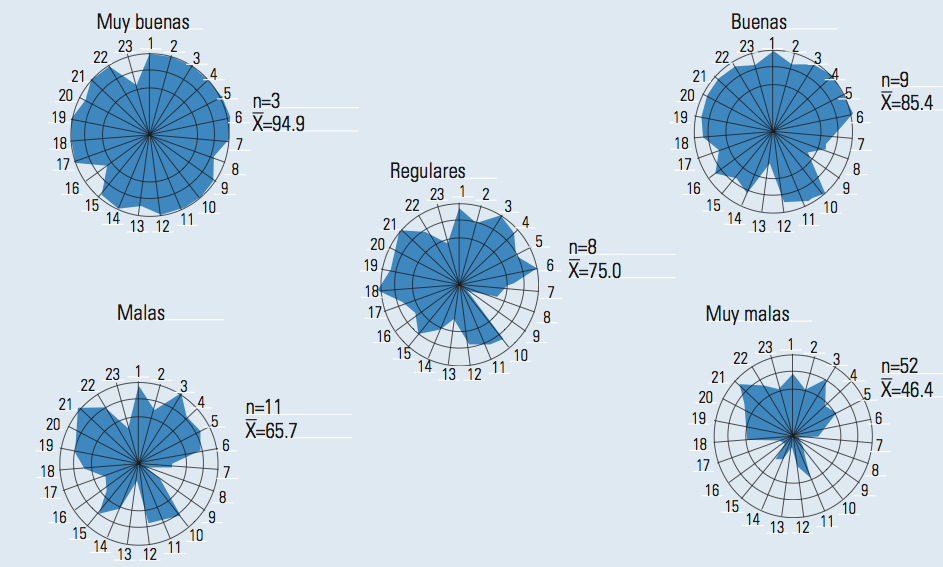 Muy buenas
1 2 3 4 5 6 7 8 9 10 11 12 13 14 15 16 17 18 19 20 21 22 23
n=3
X̅=94.9
Buenas
1 2 3 4 5 6 7 8 9 10 11 12 13 14 15 16 17 18 19 20 21 22 23
n=9
X̅=85.4
Regulares
1 2 3 4 5 6 7 8 9 10 11 12 13 14 15 16 17 18 19 20 21 22 23
n=8
X̅=75.0
Malas
1 2 3 4 5 6 7 8 9 10 11 12 13 14 15 16 17 18 19 20 21 22 23
n=11
X̅=65.7
Muy malas
1 2 3 4 5 6 7 8 9 10 11 12 13 14 15 16 17 18 19 20 21 22 23
n=52
X̅=46.4